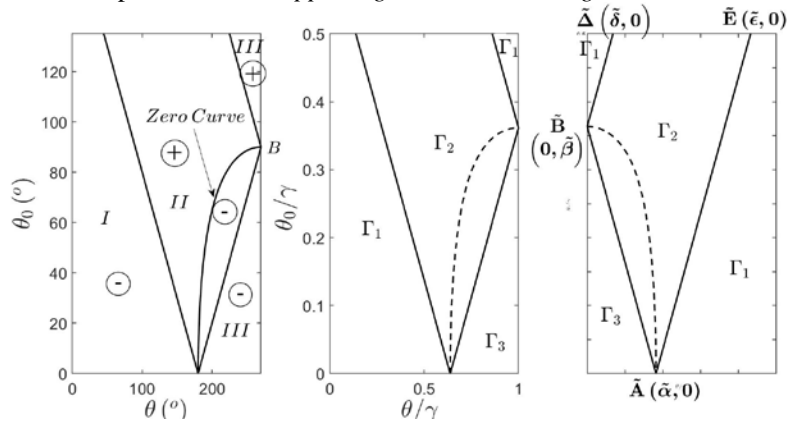 III
+
Zero Curve
B
+
II
-
I
-
-
III
θ₀ (°)
120
100
80
60
40
20
0
0
100
200
θ (°)
Γ₁
Γ₂
Γ₁
Γ₃
θ₀/γ
0.5
0.4
0.3
0.2
0.1
0
0
0.5
1
θ/γ
Δ̃ (δ̃, 0)
Ẽ (ϵ̃, 0)
Γ₁
B̃
(0, β̃)
Γ₂
Γ₁
Γ₃
Ã (α̃, 0)